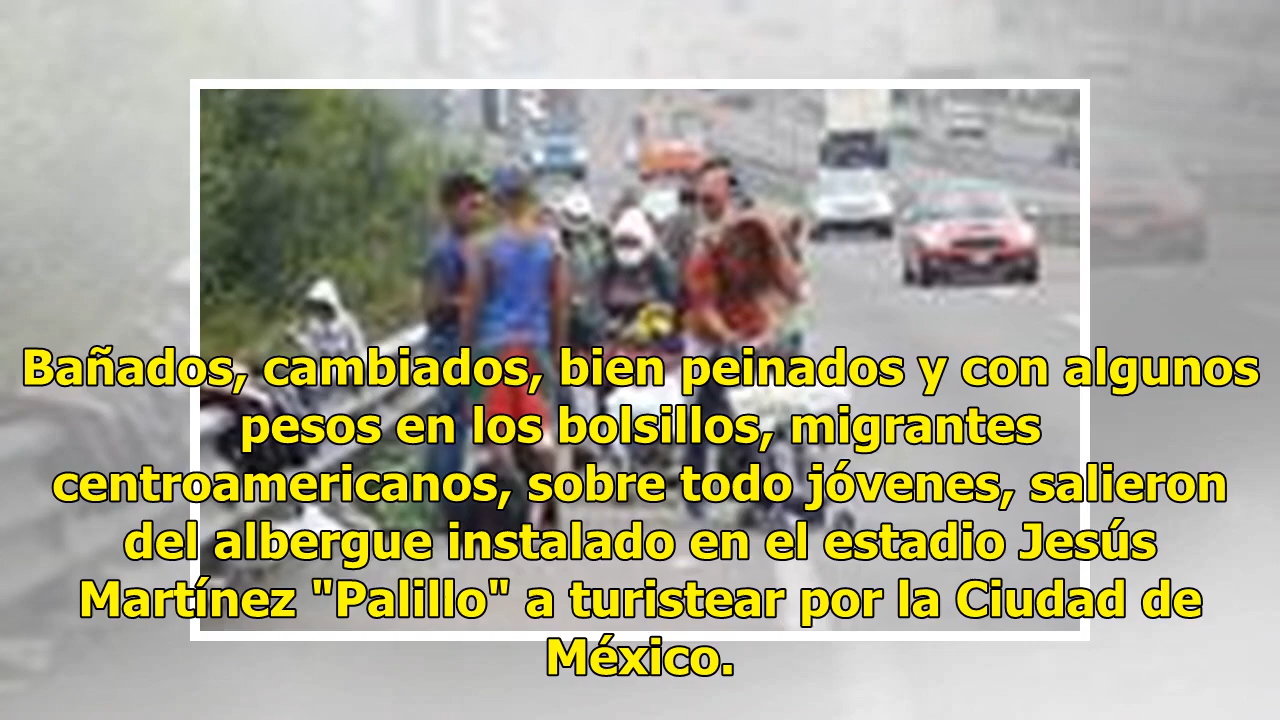 Bañados, cambiados, bien peinados y con algunos
pesos en los bolsillos, migrantes
centroamericanos, sobre todo jóvenes, salieron
del albergue instalado en el estadio Jesús
Martínez "Palillo" a turistear por la Ciudad de
México.